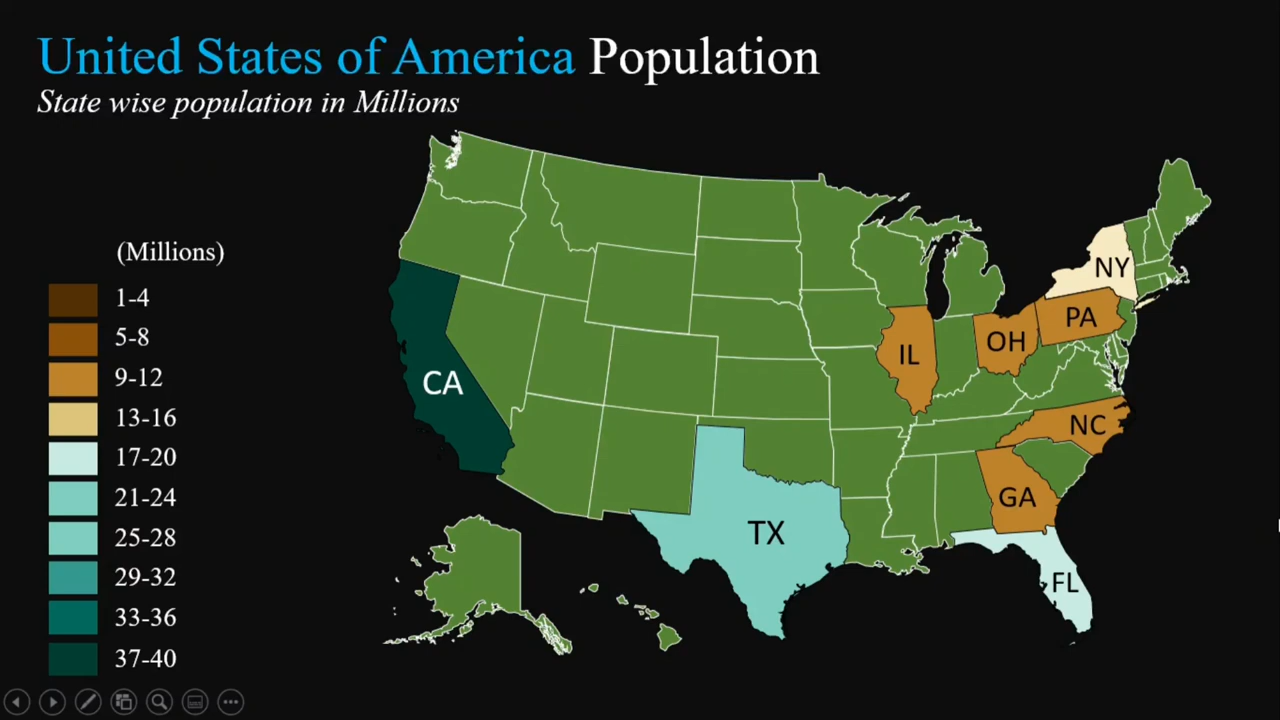 United States of America Population
State wise population in Millions
(Millions)
1-4
5-8
9-12
13-16
17-20
21-24
25-28
29-32
33-36
37-40
NY
PA
OH
IL
CA
NC
GA
TX
FL